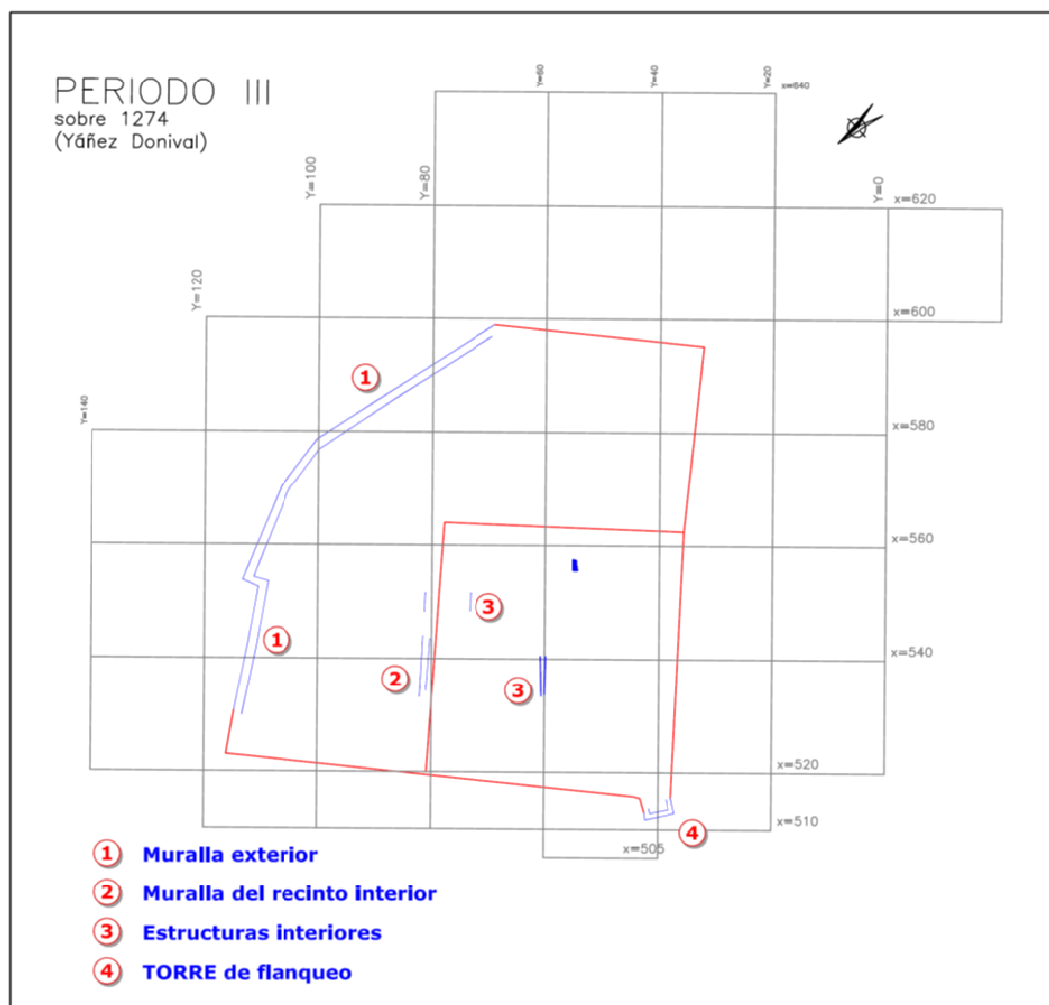 PERIODO III
sobre 1274
(Yáñez Donival)
Y=60
Y=40
Y=20
x=640
Y=100
Y=80
Y=0
x=620
Y=120
x=600
1
Y=140
x=580
x=560
3
1
x=540
2
3
x=520
x=510
4
x=505
1 Muralla exterior
2 Muralla del recinto interior
3 Estructuras interiores
4 TORRE de flanqueo